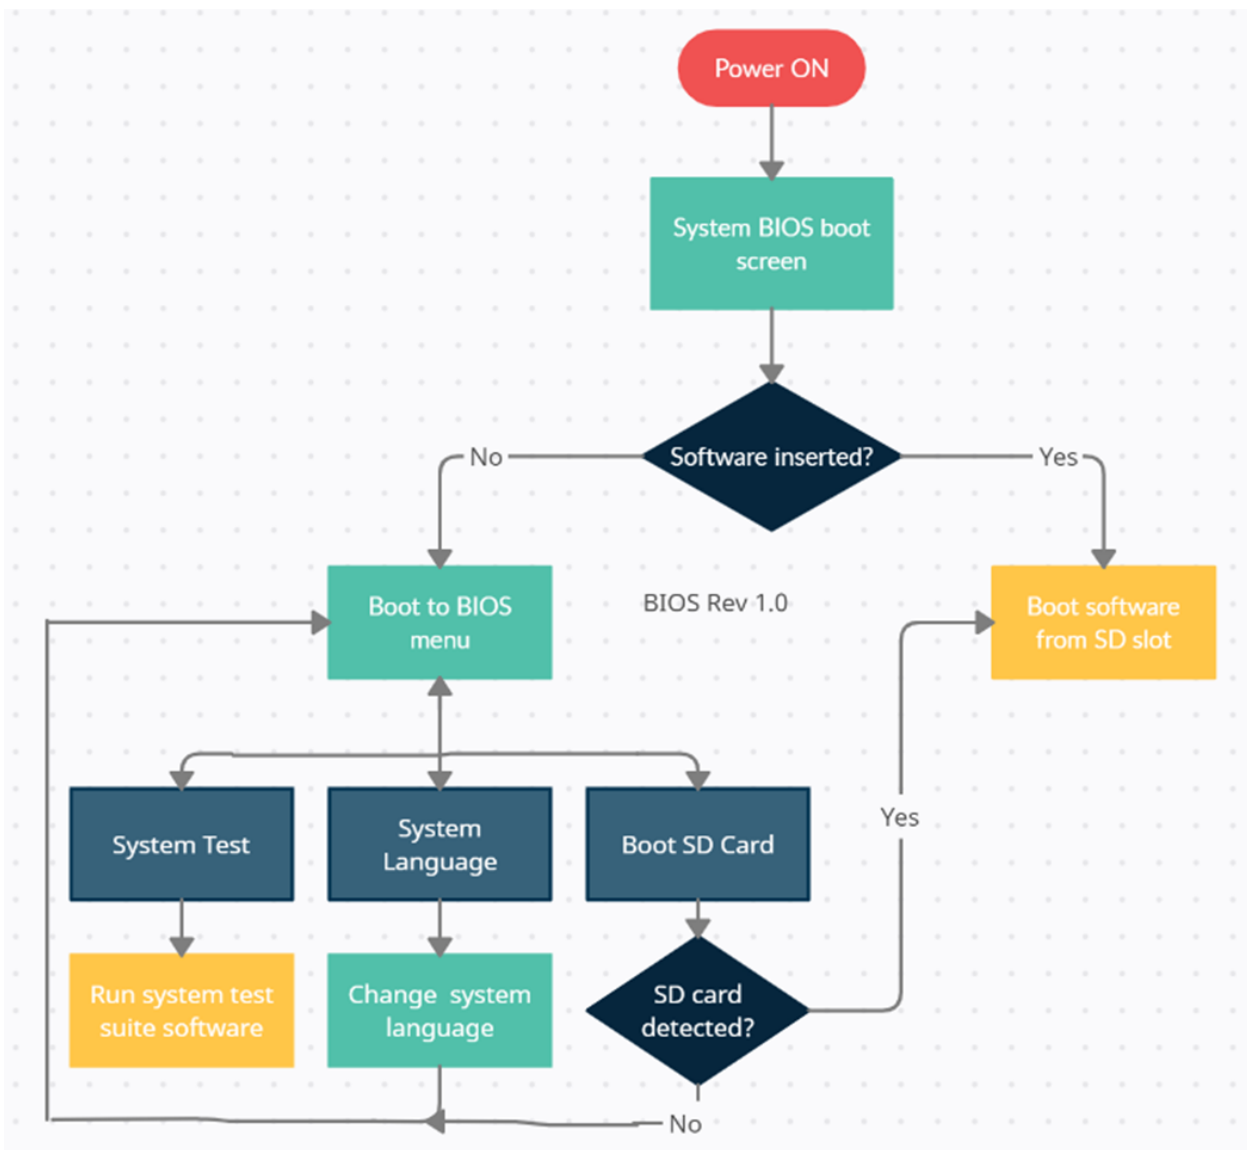 Power ON
System BIOS boot
screen
Software inserted?
No
Yes
Boot to BIOS
menu
BIOS Rev 1.0
Boot software
from SD slot
System Test
System
Language
Boot SD Card
Yes
Run system test
suite software
Change  system
language
SD card
detected?
No